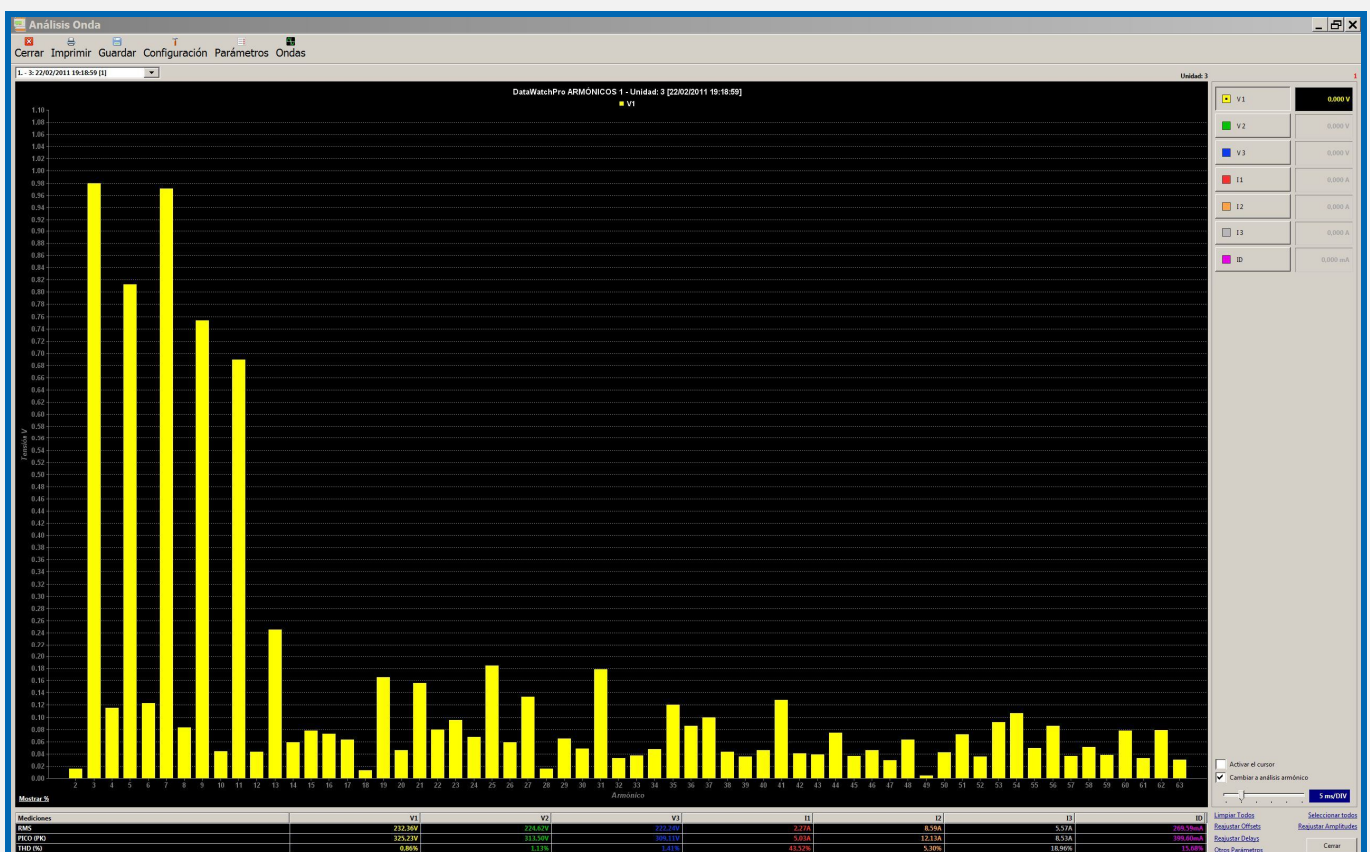 Análisis Onda
Cerrar Imprimir Guardar Configuración Parámetros Ondas
1. - 3: 22/02/2011 19:18:59 [1]
Unidad: 3 1
DataWatchPro ARMÓNICOS 1 - Unidad: 3 [22/02/2011 19:18:59]
V1
1.10
1.08
1.06
1.04
1.02
1.00
0.98
0.96
0.94
0.92
0.90
0.88
0.86
0.84
0.82
0.80
0.78
0.76
0.74
0.72
0.70
0.68
0.66
0.64
0.62
0.60
0.58
0.56
0.54
0.52
0.50
0.48
0.46
0.44
0.42
0.40
0.38
0.36
0.34
0.32
0.30
0.28
0.26
0.24
0.22
0.20
0.18
0.16
0.14
0.12
0.10
0.08
0.06
0.04
0.02
0.00
Tensión V
2 3 4 5 6 7 8 9 10 11 12 13 14 15 16 17 18 19 20 21 22 23 24 25 26 27 28 29 30 31 32 33 34 35 36 37 38 39 40 41 42 43 44 45 46 47 48 49 50 51 52 53 54 55 56 57 58 59 60 61 62 63
Armónico
Mostrar %
V1 0,000 V
V2 0,000 V
V3 0,000 V
I1 0,000 A
I2 0,000 A
I3 0,000 A
ID 0,000 mA
Activar el cursor
Cambiar a análisis armónico
5 ms/DIV
Limpiar Todos Seleccionar todos
Reajustar Offsets Reajustar Amplitudes
Reajustar Delays
Otros Parámetros Cerrar
Mediciones V1 V2 V3 I1 I2 I3 ID
RMS 232,36V 224,62V 222,24V 2,27A 8,59A 5,57A 269,59mA
PICO (PK) 325,23V 313,50V 309,11V 5,03A 12,13A 8,53A 399,60mA
THD (%) 0,86% 1,13% 1,41% 43,52% 5,30% 18,96% 15,68%